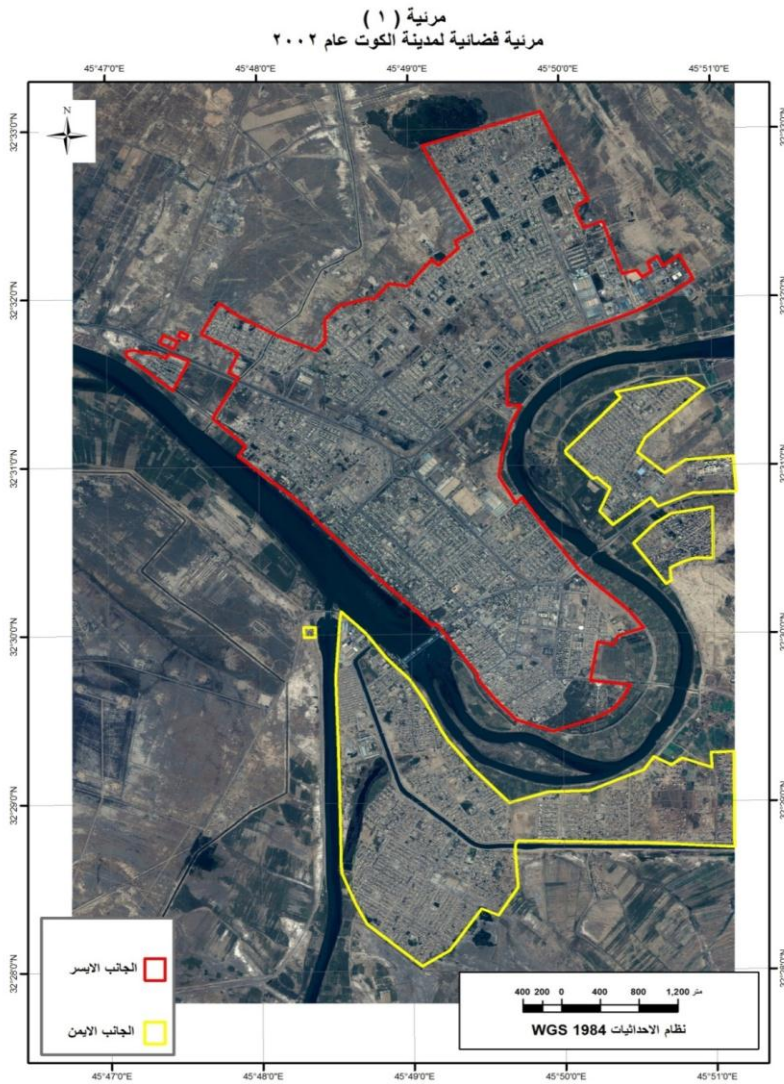 مرئية ( ١ )
مرئية فضائية لمدينة الكوت عام ٢٠٠٢
45°47'0"E 45°48'0"E 45°49'0"E 45°50'0"E 45°51'0"E
N
32°33'0"N
32°32'0"N
32°31'0"N
32°30'0"N
32°29'0"N
32°28'0"N
الجانب الايسر
الجانب الايمن
400 200 0 400 800 1,200 متر
نظام الاحداثيات WGS 1984
45°47'0"E 45°48'0"E 45°49'0"E 45°50'0"E 45°51'0"E